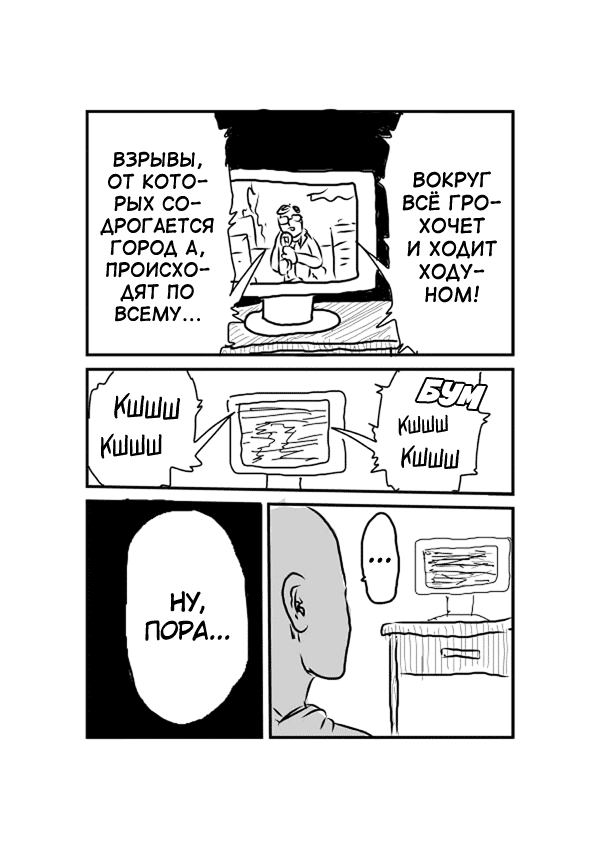 ВОКРУГ
ВСЁ ГРО-
ХОЧЕТ
И ХОДИТ
ХОДУ-
НОМ!
ВЗРЫВЫ,
ОТ КОТО-
РЫХ СО-
ДРОГАЕТСЯ
ГОРОД А,
ПРОИСХО-
ДЯТ ПО
ВСЕМУ...
БУМ
КШШШ
КШШШ
КШШШ
КШШШ
...
НУ,
ПОРА...